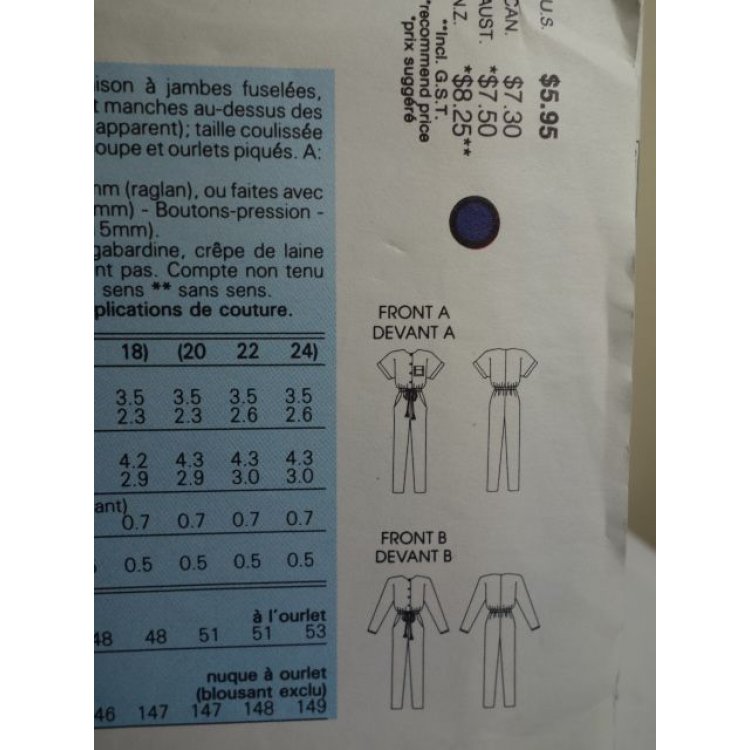 ison à jambes fuselées,
t manches au-dessus des
apparent); taille coulissée
oupe et ourlets piqués. A:
nm (raglan), ou faites avec
mm) - Boutons-pression -
5mm).
gabardine, crêpe de laine
nt pas. Compte non tenu
sens ** sans sens.
plications de couture.
18) (20 22 24)
3.5 3.5 3.5 3.5
2.3 2.3 2.6 2.6
4.2 4.3 4.3 4.3
2.9 2.9 3.0 3.0
ant)
0.7 0.7 0.7 0.7
0.5 0.5 0.5 0.5
à l'ourlet
48 48 51 51 53
nuque à ourlet
(blousant exclu)
46 147 147 148 149
U.S. $5.95
CAN. $7.30
AUST. *$7.50
N.Z. *$8.25**
**Incl. G.S.T.
*recommend price
*prix suggéré
FRONT A
DEVANT A
FRONT B
DEVANT B